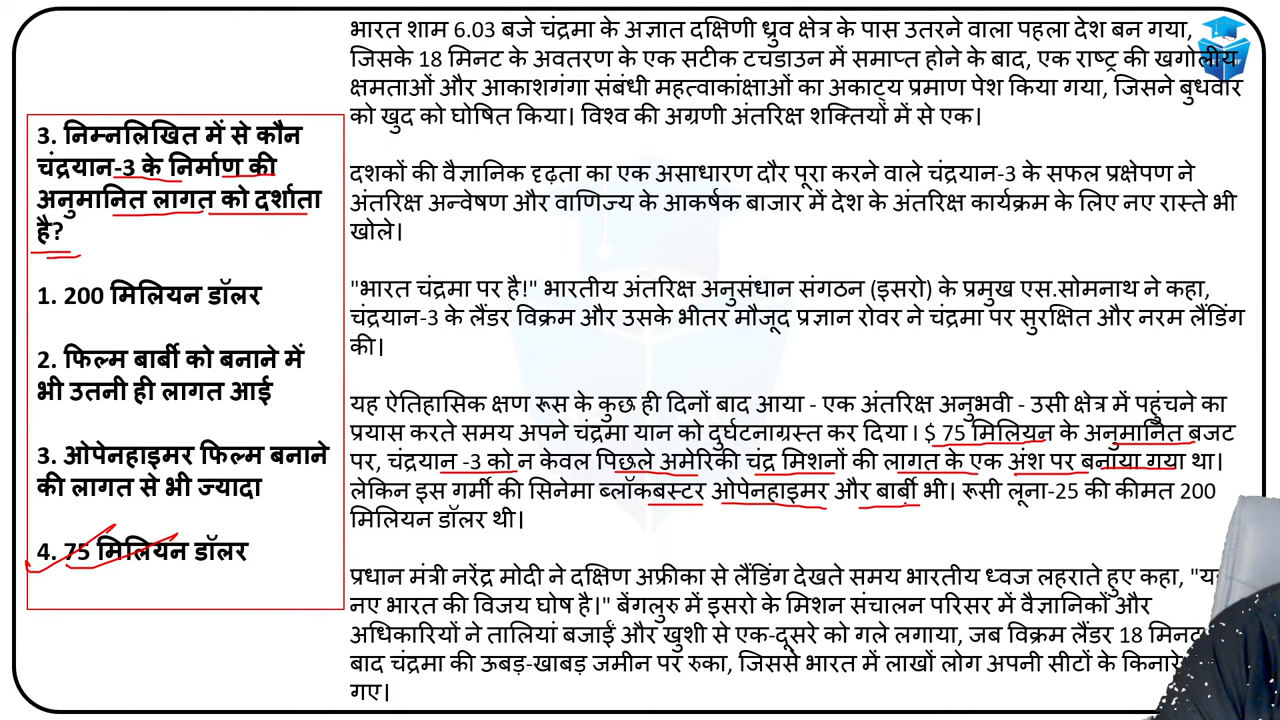 3. निम्नलिखित में से कौन
चंद्रयान-3 के निर्माण की
अनुमानित लागत को दर्शाता
है?
1. 200 मिलियन डॉलर
2. फिल्म बार्बी को बनाने में
भी उतनी ही लागत आई
3. ओपेनहाइमर फिल्म बनाने
की लागत से भी ज्यादा
4. 75 मिलियन डॉलर
भारत शाम 6.03 बजे चंद्रमा के अज्ञात दक्षिणी ध्रुव क्षेत्र के पास उतरने वाला पहला देश बन गया,
जिसके 18 मिनट के अवतरण के एक सटीक टचडाउन में समाप्त होने के बाद, एक राष्ट्र की खगोलीय
क्षमताओं और आकाशगंगा संबंधी महत्वाकांक्षाओं का अकाट्य प्रमाण पेश किया गया, जिसने बुधवार
को खुद को घोषित किया। विश्व की अग्रणी अंतरिक्ष शक्तियों में से एक।
दशकों की वैज्ञानिक दृढ़ता का एक असाधारण दौर पूरा करने वाले चंद्रयान-3 के सफल प्रक्षेपण ने
अंतरिक्ष अन्वेषण और वाणिज्य के आकर्षक बाजार में देश के अंतरिक्ष कार्यक्रम के लिए नए रास्ते भी
खोले।
"भारत चंद्रमा पर है!" भारतीय अंतरिक्ष अनुसंधान संगठन (इसरो) के प्रमुख एस.सोमनाथ ने कहा,
चंद्रयान-3 के लैंडर विक्रम और उसके भीतर मौजूद प्रज्ञान रोवर ने चंद्रमा पर सुरक्षित और नरम लैंडिंग
की।
यह ऐतिहासिक क्षण रूस के कुछ ही दिनों बाद आया - एक अंतरिक्ष अनुभवी - उसी क्षेत्र में पहुंचने का
प्रयास करते समय अपने चंद्रमा यान को दुर्घटनाग्रस्त कर दिया। $ 75 मिलियन के अनुमानित बजट
पर, चंद्रयान -3 को न केवल पिछले अमेरिकी चंद्र मिशनों की लागत के एक अंश पर बनाया गया था।
लेकिन इस गर्मी की सिनेमा ब्लॉकबस्टर ओपेनहाइमर और बार्बी भी। रूसी लूना-25 की कीमत 200
मिलियन डॉलर थी।
प्रधान मंत्री नरेंद्र मोदी ने दक्षिण अफ्रीका से लैंडिंग देखते समय भारतीय ध्वज लहराते हुए कहा,
नए भारत की विजय घोष है।" बेंगलुरु में इसरो के मिशन संचालन परिसर में वैज्ञानिकों और
अधिकारियों ने तालियां बजाईं और खुशी से एक-दूसरे को गले लगाया, जब विक्रम लैंडर 18
बाद चंद्रमा की ऊबड़-खाबड़ जमीन पर रुका, जिससे भारत में लाखों लोग अपनी सीटों के
गए।